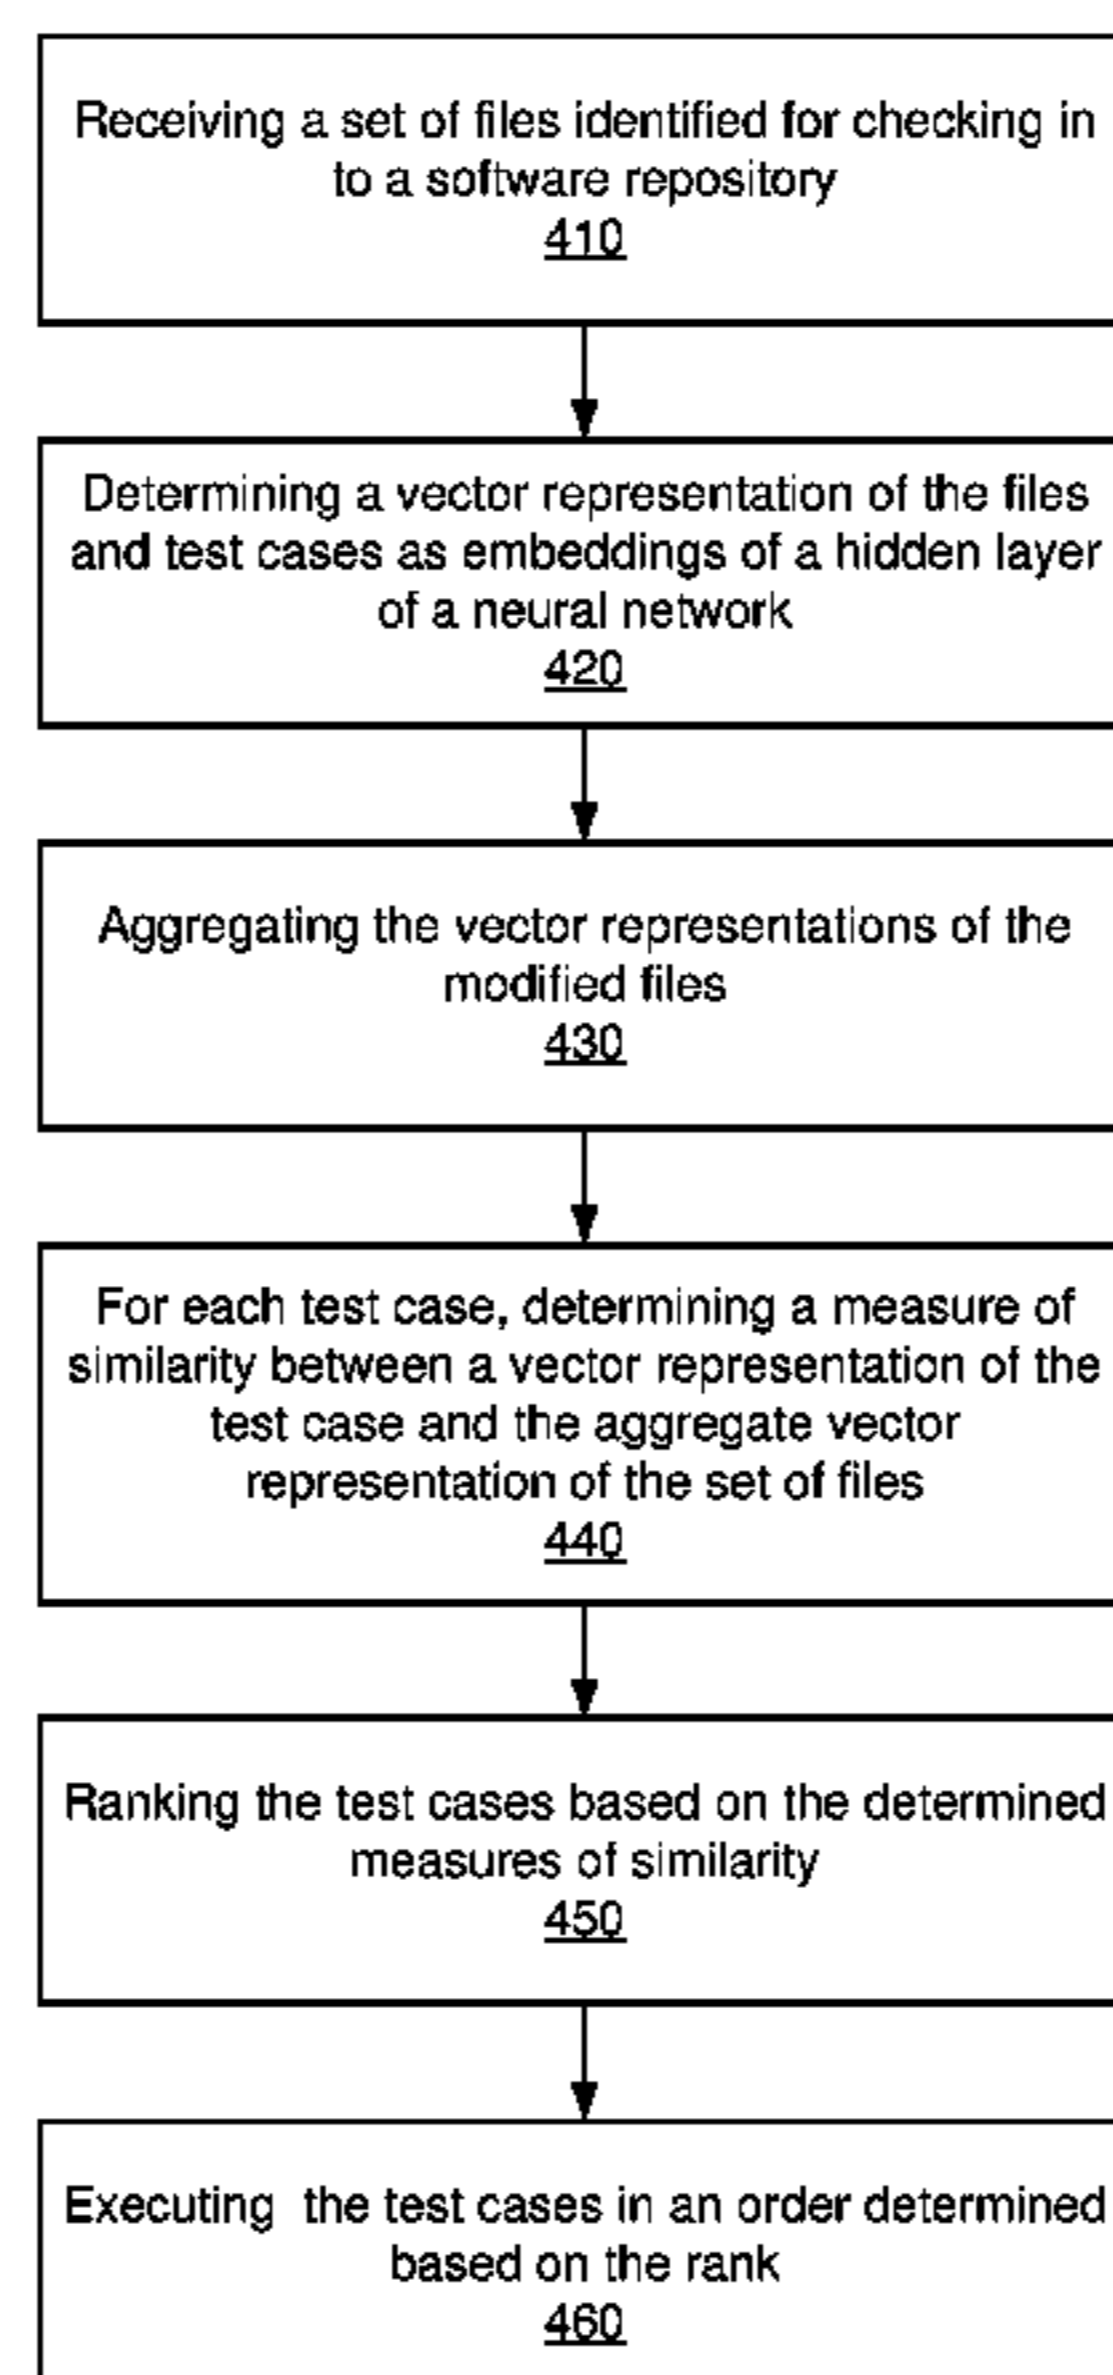 Receiving a set of files identified for checking in
to a software repository
410
Determining a vector representation of the files
and test cases as embeddings of a hidden layer
of a neural network
420
Aggregating the vector representations of the
modified files
430
For each test case, determining a measure of
similarity between a vector representation of the
test case and the aggregate vector
representation of the set of files
440
Ranking the test cases based on the determined
measures of similarity
450
Executing the test cases in an order determined
based on the rank
460